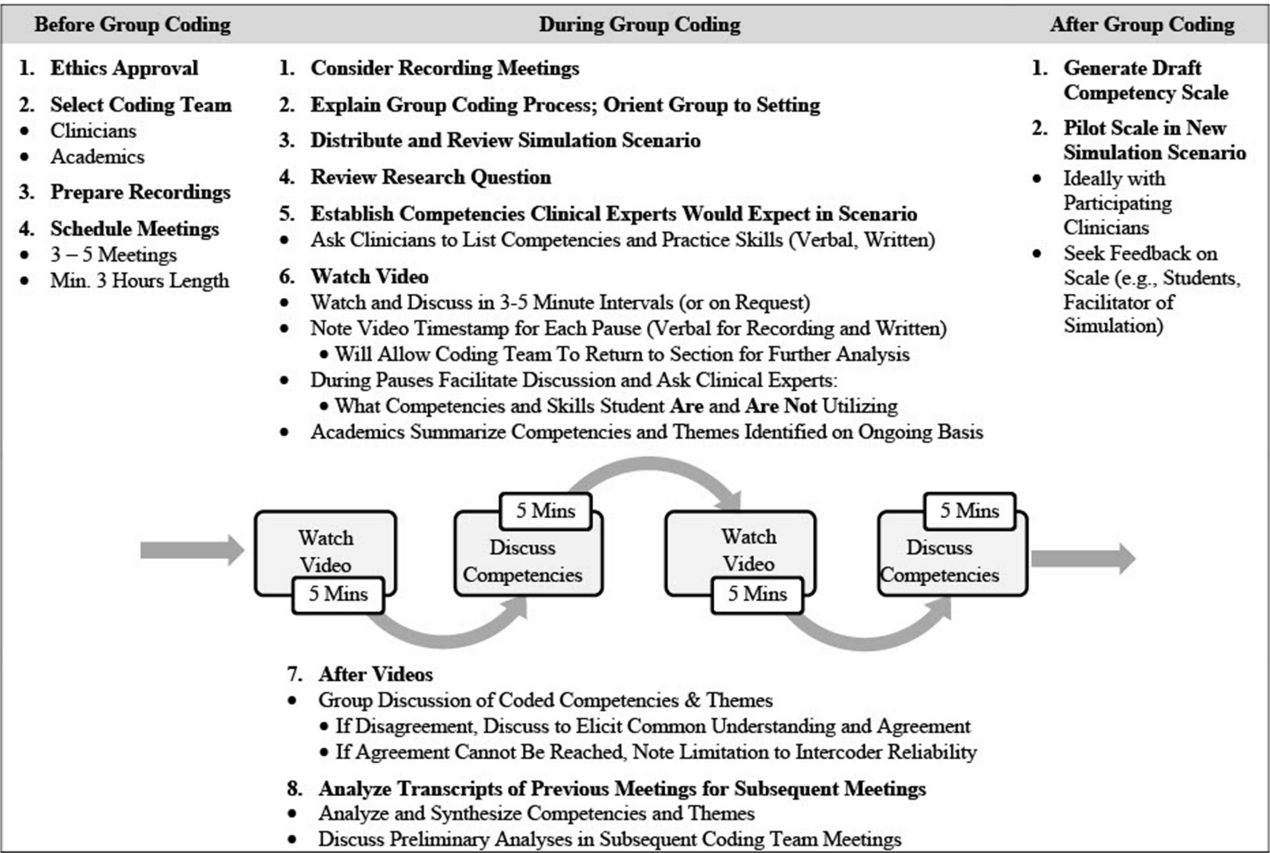 Before Group Coding
1. Ethics Approval
2. Select Coding Team
• Clinicians
• Academics
3. Prepare Recordings
4. Schedule Meetings
• 3 – 5 Meetings
• Min. 3 Hours Length
During Group Coding
1. Consider Recording Meetings
2. Explain Group Coding Process; Orient Group to Setting
3. Distribute and Review Simulation Scenario
4. Review Research Question
5. Establish Competencies Clinical Experts Would Expect in Scenario
• Ask Clinicians to List Competencies and Practice Skills (Verbal, Written)
6. Watch Video
• Watch and Discuss in 3-5 Minute Intervals (or on Request)
• Note Video Timestamp for Each Pause (Verbal for Recording and Written)
• Will Allow Coding Team To Return to Section for Further Analysis
• During Pauses Facilitate Discussion and Ask Clinical Experts:
• What Competencies and Skills Student Are and Are Not Utilizing
• Academics Summarize Competencies and Themes Identified on Ongoing Basis
Watch
Video
5 Mins
5 Mins
Discuss
Competencies
Watch
Video
5 Mins
5 Mins
Discuss
Competencies
7. After Videos
• Group Discussion of Coded Competencies & Themes
• If Disagreement, Discuss to Elicit Common Understanding and Agreement
• If Agreement Cannot Be Reached, Note Limitation to Intercoder Reliability
8. Analyze Transcripts of Previous Meetings for Subsequent Meetings
• Analyze and Synthesize Competencies and Themes
• Discuss Preliminary Analyses in Subsequent Coding Team Meetings
After Group Coding
1. Generate Draft
Competency Scale
2. Pilot Scale in New
Simulation Scenario
• Ideally with
Participating
Clinicians
• Seek Feedback on
Scale (e.g., Students,
Facilitator of
Simulation)